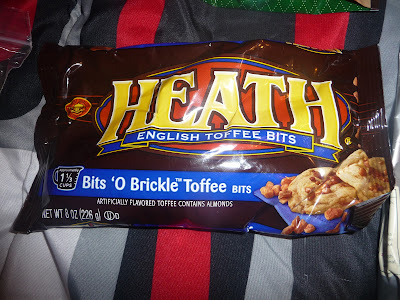 HEATH
ENGLISH TOFFEE BITS
1 1/3
CUPS
Bits 'O Brickle™ Toffee BITS
ARTIFICIALLY FLAVORED TOFFEE CONTAINS ALMONDS
NET WT 8 OZ (226 g) U D